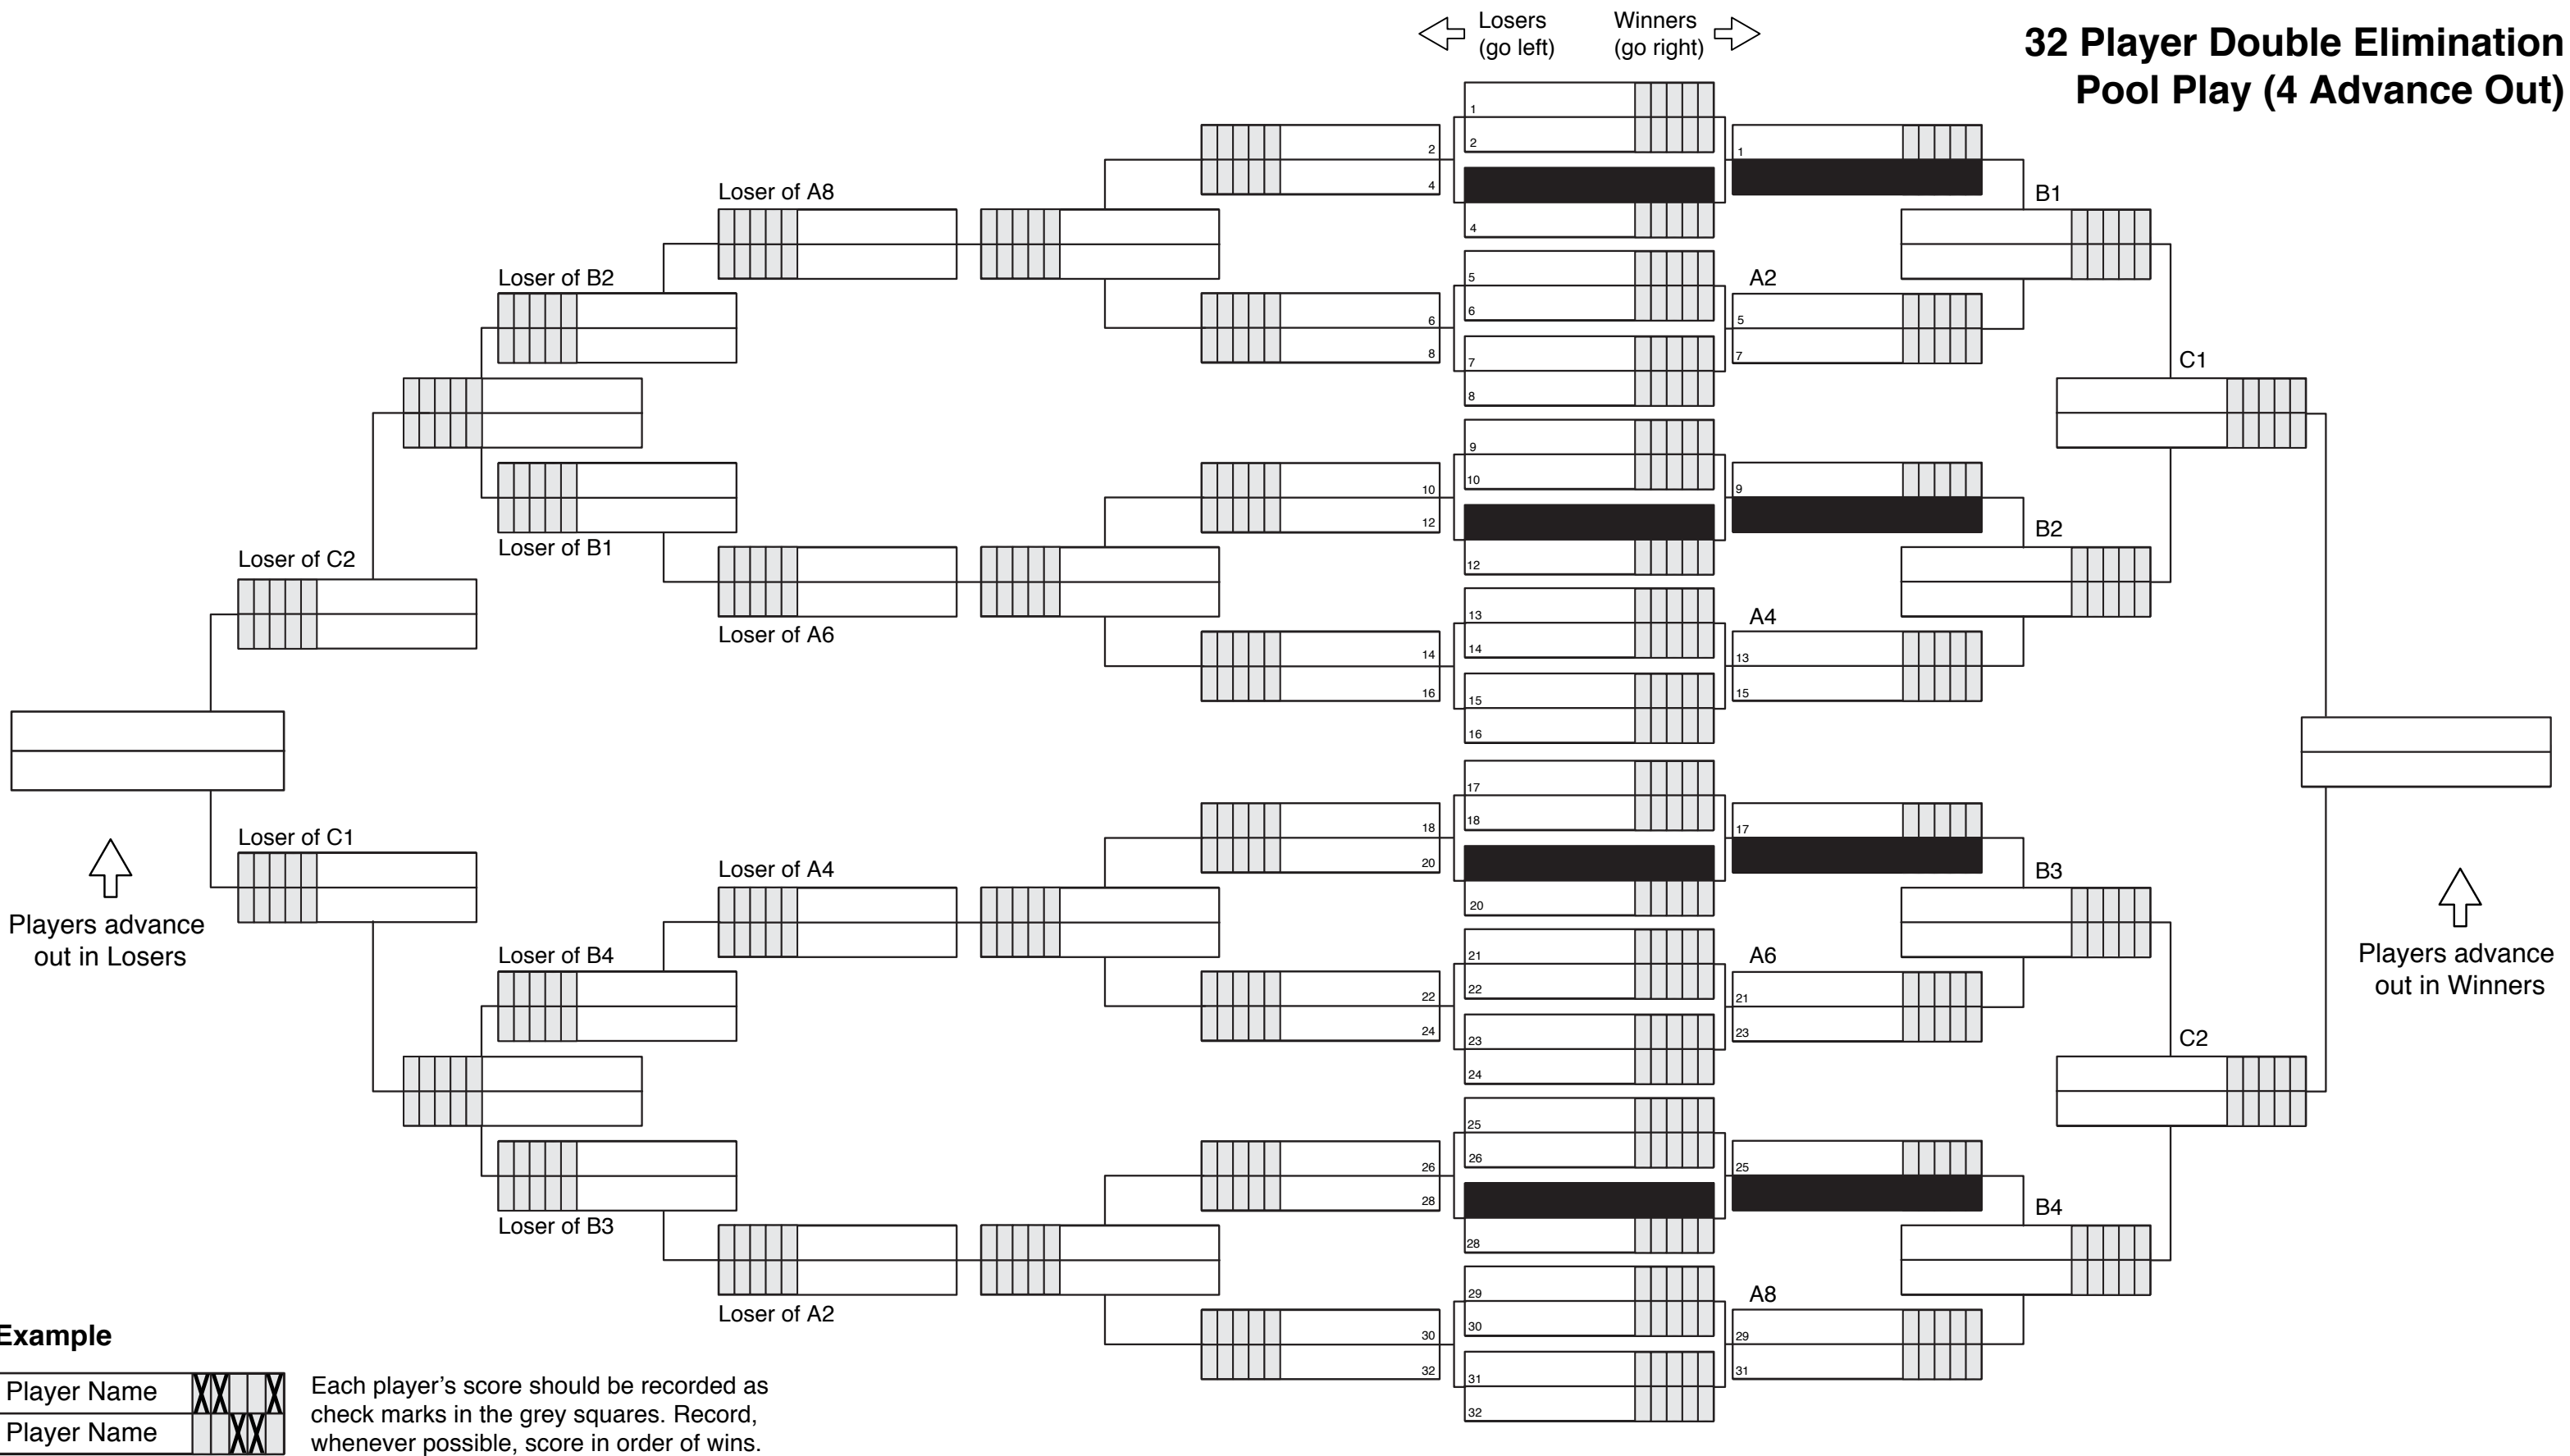 Losers
(go left)
Winners
(go right)
32 Player Double Elimination
Pool Play (4 Advance Out)
Loser of A8
Loser of B2
Loser of B1
Loser of A6
Loser of C2
Loser of C1
Players advance
out in Losers
Loser of A4
Loser of B4
Loser of B3
Loser of A2
2
4
6
8
10
12
14
16
18
20
22
24
26
28
30
32
1
2
4
5
6
7
8
9
10
12
13
14
15
16
17
18
20
21
22
23
24
25
26
28
29
30
31
32
1
A2
5
7
9
A4
13
15
17
A6
21
23
25
A8
29
31
B1
B2
B3
B4
C1
C2
Players advance
out in Winners
Example
Player Name XX X
Player Name XX
Each player’s score should be recorded as
check marks in the grey squares. Record,
whenever possible, score in order of wins.